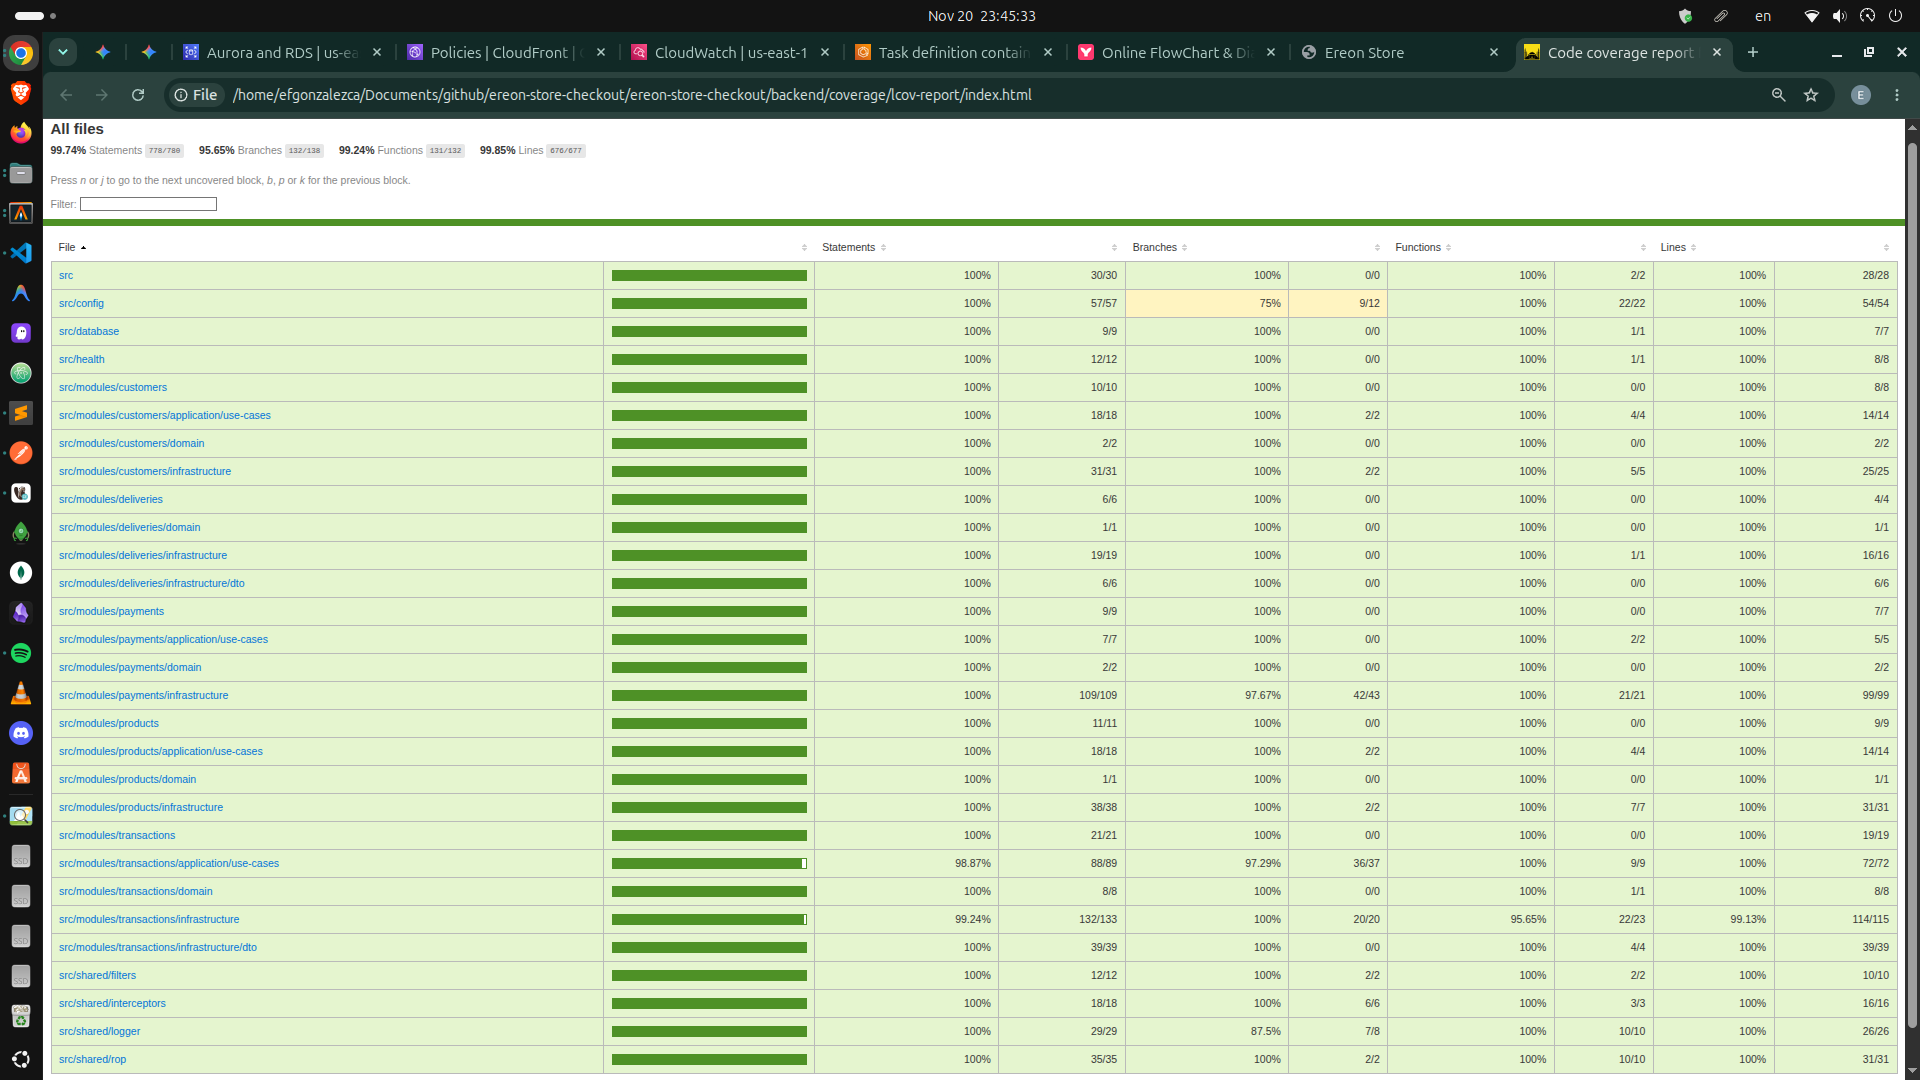 Nov 20 23:45:33
en
Aurora and RDS | us-ea
Policies | CloudFront |
CloudWatch | us-east-1
Task definition contain
Online FlowChart & Di
Ereon Store
Code coverage report
File
/home/efgonzalezca/Documents/github/ereon-store-checkout/ereon-store-checkout/backend/coverage/lcov-report/index.html
E
All files
99.74% Statements 778/780 95.65% Branches 132/138 99.24% Functions 131/132 99.85% Lines 676/677
Press n or j to go to the next uncovered block, b, p or k for the previous block.
Filter:
File Statements Branches Functions Lines
src 100% 30/30 100% 0/0 100% 2/2 100% 28/28
src/config 100% 57/57 75% 9/12 100% 22/22 100% 54/54
src/database 100% 9/9 100% 0/0 100% 1/1 100% 7/7
src/health 100% 12/12 100% 0/0 100% 1/1 100% 8/8
src/modules/customers 100% 10/10 100% 0/0 100% 0/0 100% 8/8
src/modules/customers/application/use-cases 100% 18/18 100% 2/2 100% 4/4 100% 14/14
src/modules/customers/domain 100% 2/2 100% 0/0 100% 0/0 100% 2/2
src/modules/customers/infrastructure 100% 31/31 100% 2/2 100% 5/5 100% 25/25
src/modules/deliveries 100% 6/6 100% 0/0 100% 0/0 100% 4/4
src/modules/deliveries/domain 100% 1/1 100% 0/0 100% 0/0 100% 1/1
src/modules/deliveries/infrastructure 100% 19/19 100% 0/0 100% 1/1 100% 16/16
src/modules/deliveries/infrastructure/dto 100% 6/6 100% 0/0 100% 0/0 100% 6/6
src/modules/payments 100% 9/9 100% 0/0 100% 0/0 100% 7/7
src/modules/payments/application/use-cases 100% 7/7 100% 0/0 100% 2/2 100% 5/5
src/modules/payments/domain 100% 2/2 100% 0/0 100% 0/0 100% 2/2
src/modules/payments/infrastructure 100% 109/109 97.67% 42/43 100% 21/21 100% 99/99
src/modules/products 100% 11/11 100% 0/0 100% 0/0 100% 9/9
src/modules/products/application/use-cases 100% 18/18 100% 2/2 100% 4/4 100% 14/14
src/modules/products/domain 100% 1/1 100% 0/0 100% 0/0 100% 1/1
src/modules/products/infrastructure 100% 38/38 100% 2/2 100% 7/7 100% 31/31
src/modules/transactions 100% 21/21 100% 0/0 100% 0/0 100% 19/19
src/modules/transactions/application/use-cases 98.87% 88/89 97.29% 36/37 100% 9/9 100% 72/72
src/modules/transactions/domain 100% 8/8 100% 0/0 100% 1/1 100% 8/8
src/modules/transactions/infrastructure 99.24% 132/133 100% 20/20 95.65% 22/23 99.13% 114/115
src/modules/transactions/infrastructure/dto 100% 39/39 100% 0/0 100% 4/4 100% 39/39
src/shared/filters 100% 12/12 100% 2/2 100% 2/2 100% 10/10
src/shared/interceptors 100% 18/18 100% 6/6 100% 3/3 100% 16/16
src/shared/logger 100% 29/29 87.5% 7/8 100% 10/10 100% 26/26
src/shared/rop 100% 35/35 100% 2/2 100% 10/10 100% 31/31